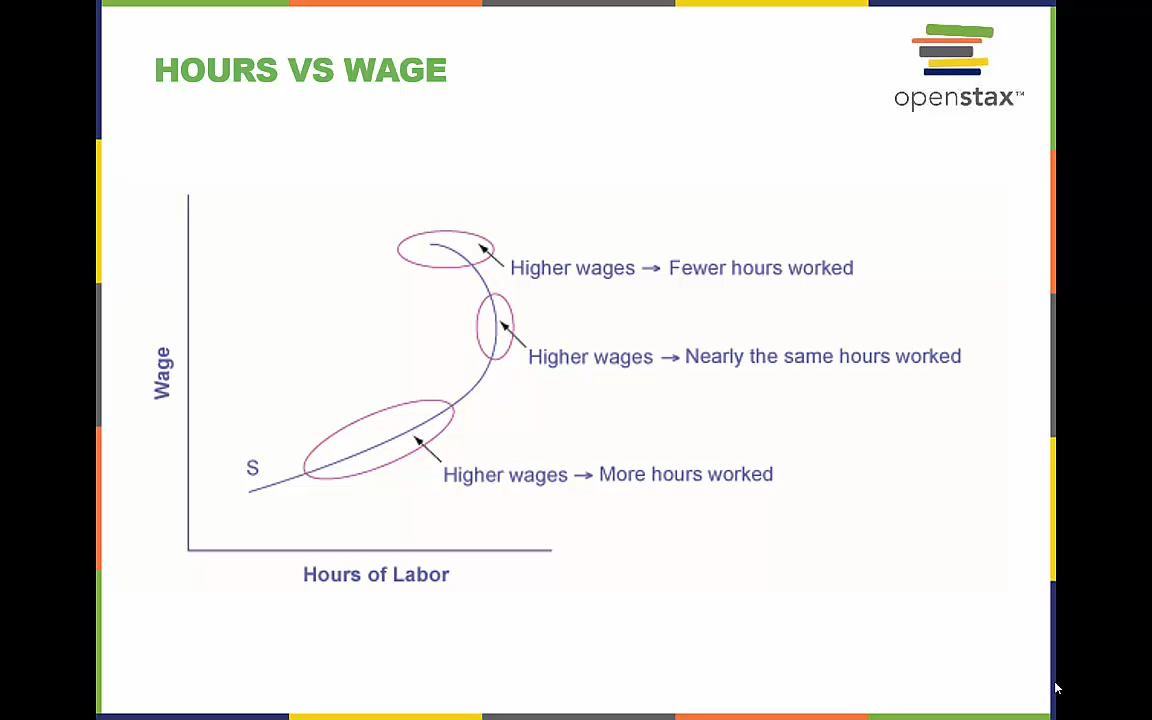 HOURS VS WAGE
openstax™
Higher wages → Fewer hours worked
Higher wages → Nearly the same hours worked
Wage
S
Higher wages → More hours worked
Hours of Labor